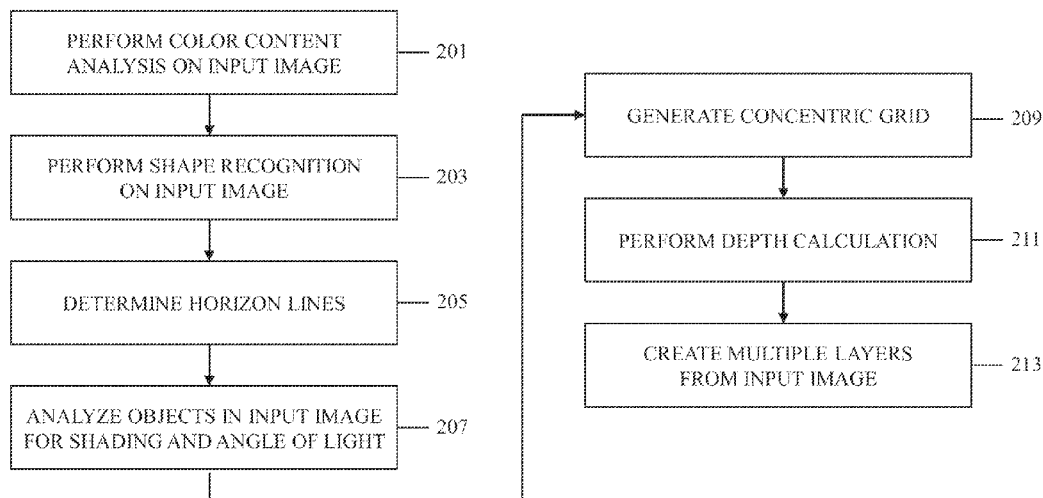 PERFORM COLOR CONTENT
ANALYSIS ON INPUT IMAGE
201
PERFORM SHAPE RECOGNITION
ON INPUT IMAGE
203
DETERMINE HORIZON LINES
205
ANALYZE OBJECTS IN INPUT IMAGE
FOR SHADING AND ANGLE OF LIGHT
207
GENERATE CONCENTRIC GRID
209
PERFORM DEPTH CALCULATION
211
CREATE MULTIPLE LAYERS
FROM INPUT IMAGE
213